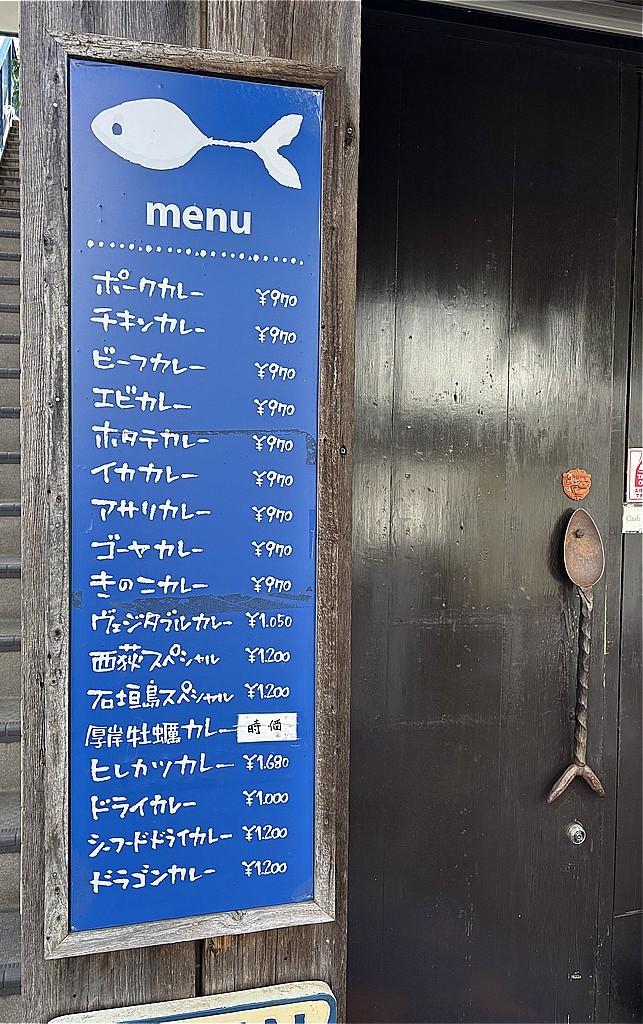 menu
ポークカレー ¥970
チキンカレー ¥970
ビーフカレー ¥970
エビカレー ¥970
ホタテカレー ¥970
イカカレー ¥970
アサリカレー ¥970
ゴーヤカレー ¥970
きのこカレー ¥970
ヴェジタブルカレー ¥1.050
西荻スペシャル ¥1.200
石垣島スペシャル ¥1.200
厚岸牡蠣カレー 時価
ヒレカツカレー ¥1.680
ドライカレー ¥1.000
シーフードドライカレー ¥1.200
ドラゴンカレー ¥1.200
Cash